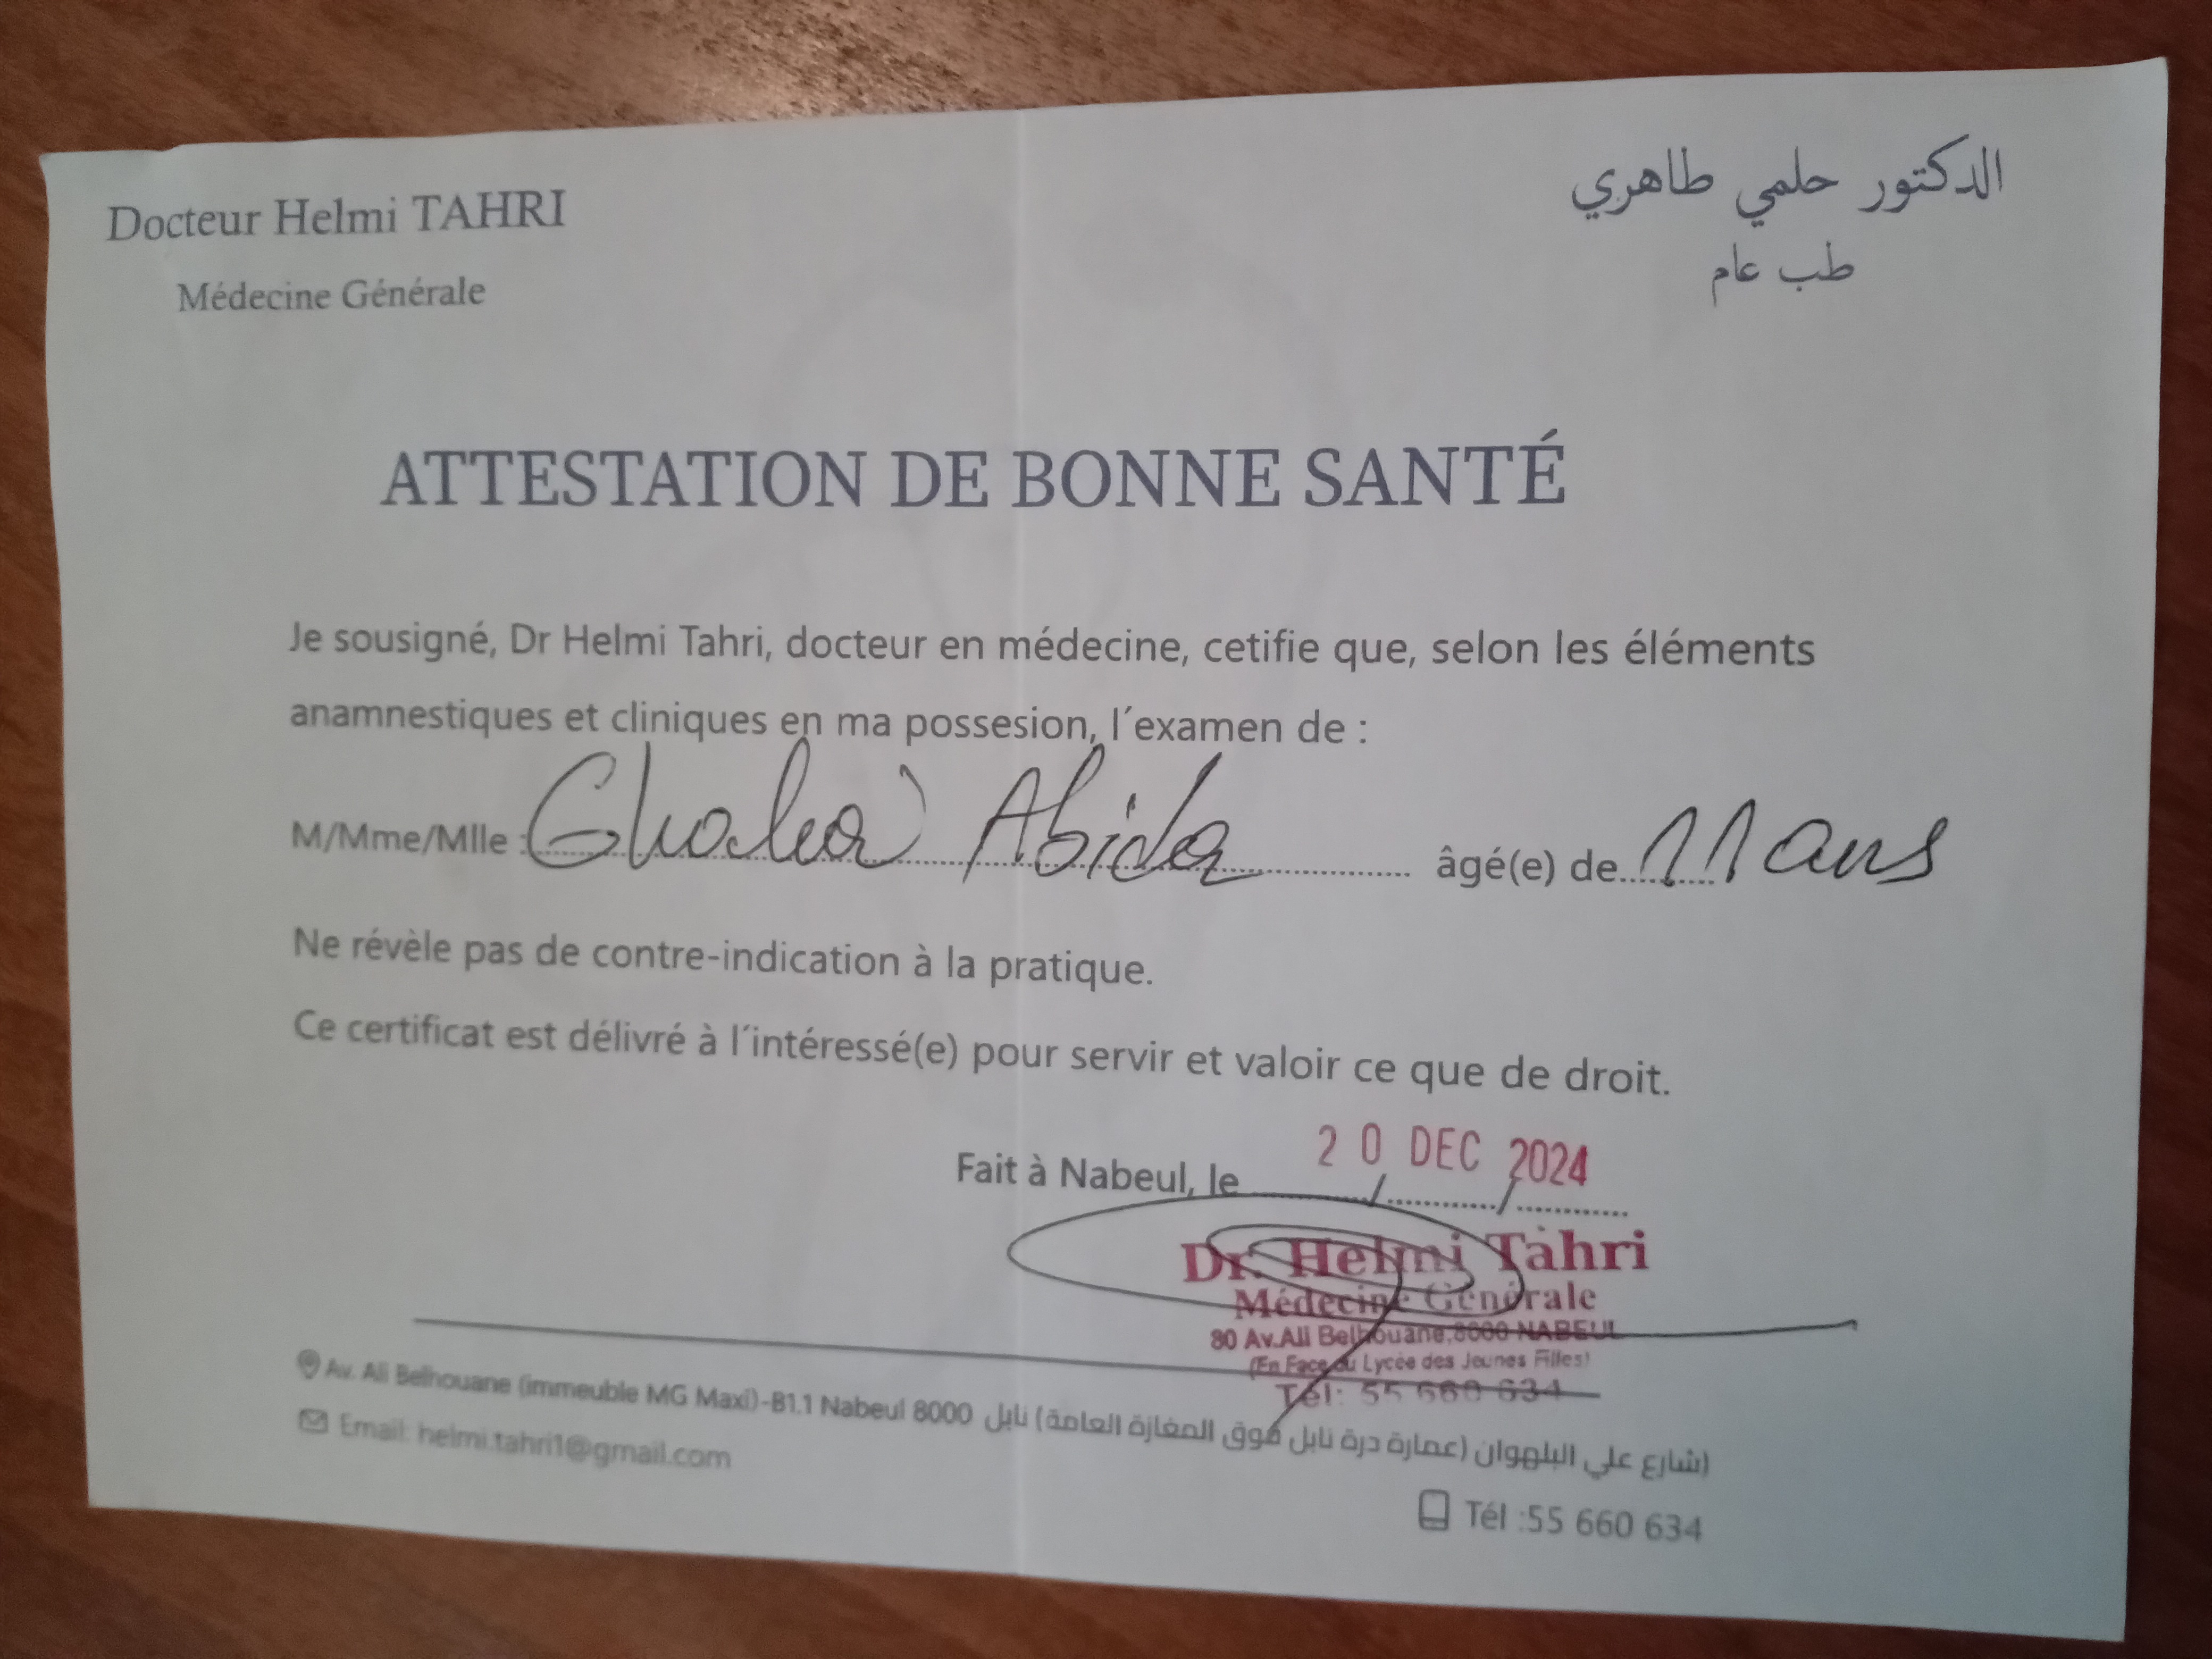 Docteur Helmi TAHRI
Médecine Générale
الدكتور حلمي طاهري
طب عام
ATTESTATION DE BONNE SANTÉ
Je sousigné, Dr Helmi Tahri, docteur en médecine, cetifie que, selon les éléments
anamnestiques et cliniques en ma possesion, l´examen de :
M/Mme/Mlle : Abida âgé(e) de 11 ans
Ne révèle pas de contre-indication à la pratique.
Ce certificat est délivré à l´intéressé(e) pour servir et valoir ce que de droit.
Fait à Nabeul, le 20 DEC 2024
Dr. Helmi Tahri
Médecine Générale
80 Av.Ali Belhouane,8000 NABEUL
(En Face du Lycée des Jeunes Filles)
Tél: 55 660 634
Av. Ali Belhouane (immeuble MG Maxi)-B1.1 Nabeul 8000 (شارع علي البلهوان (عمارة درة نابل فوق المغازة العامة) نابل
Email: helmi.tahri1@gmail.com
Tél :55 660 634